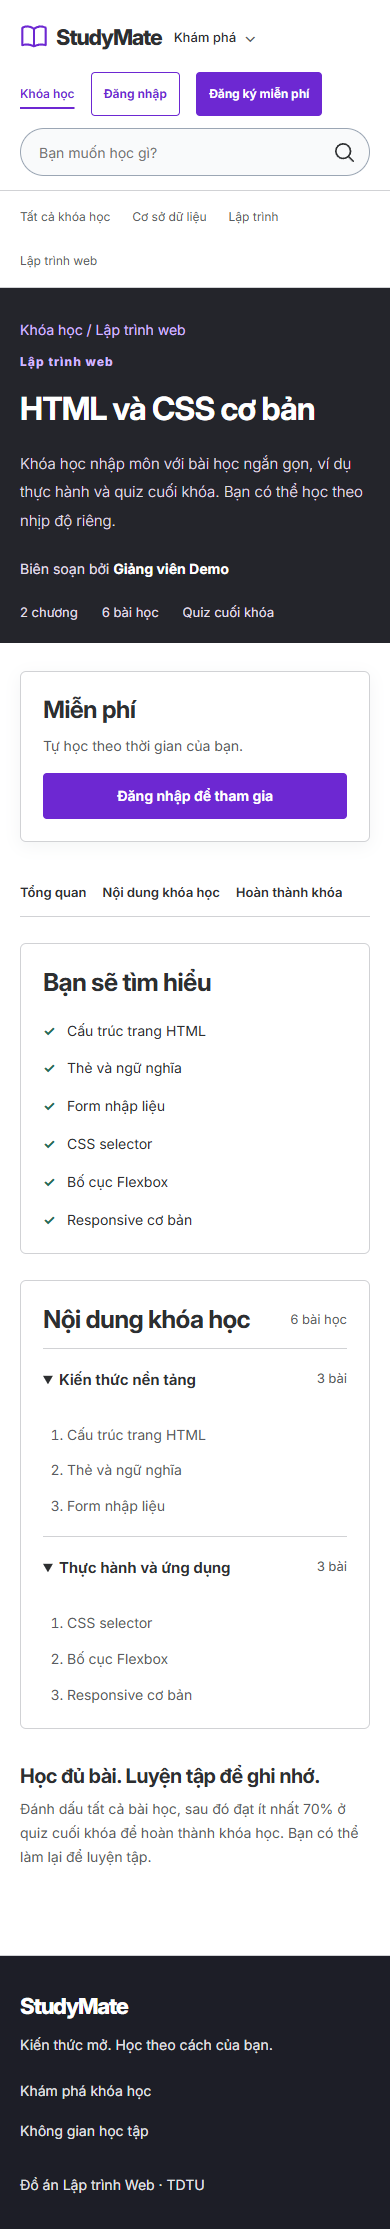 StudyMate Khám phá
Khóa học Đăng nhập Đăng ký miễn phí
Bạn muốn học gì?
Tất cả khóa học Cơ sở dữ liệu Lập trình
Lập trình web
Khóa học / Lập trình web
Lập trình web
HTML và CSS cơ bản
Khóa học nhập môn với bài học ngắn gọn, ví dụ
thực hành và quiz cuối khóa. Bạn có thể học theo
nhịp độ riêng.
Biên soạn bởi Giảng viên Demo
2 chương 6 bài học Quiz cuối khóa
Miễn phí
Tự học theo thời gian của bạn.
Đăng nhập để tham gia
Tổng quan Nội dung khóa học Hoàn thành khóa
Bạn sẽ tìm hiểu
✓ Cấu trúc trang HTML
✓ Thẻ và ngữ nghĩa
✓ Form nhập liệu
✓ CSS selector
✓ Bố cục Flexbox
✓ Responsive cơ bản
Nội dung khóa học 6 bài học
▼ Kiến thức nền tảng 3 bài
1. Cấu trúc trang HTML
2. Thẻ và ngữ nghĩa
3. Form nhập liệu
▼ Thực hành và ứng dụng 3 bài
1. CSS selector
2. Bố cục Flexbox
3. Responsive cơ bản
Học đủ bài. Luyện tập để ghi nhớ.
Đánh dấu tất cả bài học, sau đó đạt ít nhất 70% ở
quiz cuối khóa để hoàn thành khóa học. Bạn có thể
làm lại để luyện tập.
StudyMate
Kiến thức mở. Học theo cách của bạn.
Khám phá khóa học
Không gian học tập
Đồ án Lập trình Web · TDTU